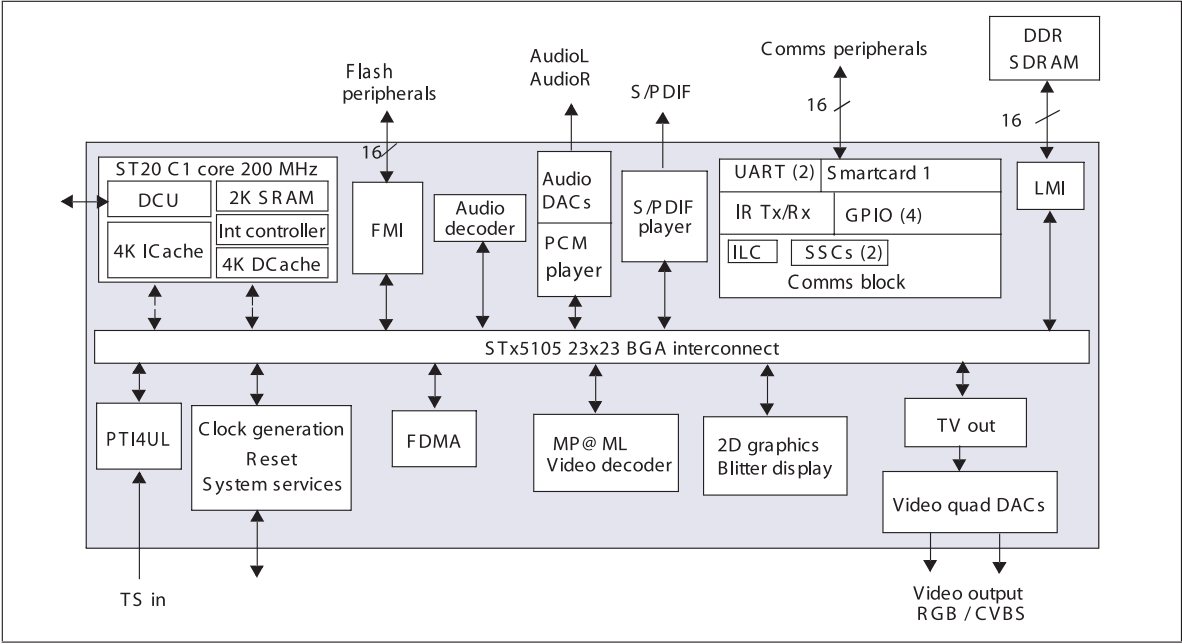 DDR
SDRAM
Comms peripherals
AudioL
AudioR
Flash
peripherals
S/PDIF
16
16
16
ST20 C1 core 200 MHz
DCU
2K SRAM
Int controller
4K ICache
4K DCache
FMI
Audio
decoder
Audio
DACs
PCM
player
S/PDIF
player
UART (2)
Smartcard 1
IR Tx/Rx
GPIO (4)
ILC
SSCs (2)
Comms block
LMI
STx5105 23x23 BGA interconnect
PTI4UL
Clock generation
Reset
System services
FDMA
MP@ML
Video decoder
2D graphics
Blitter display
TV out
Video quad DACs
TS in
Video output
RGB / CVBS